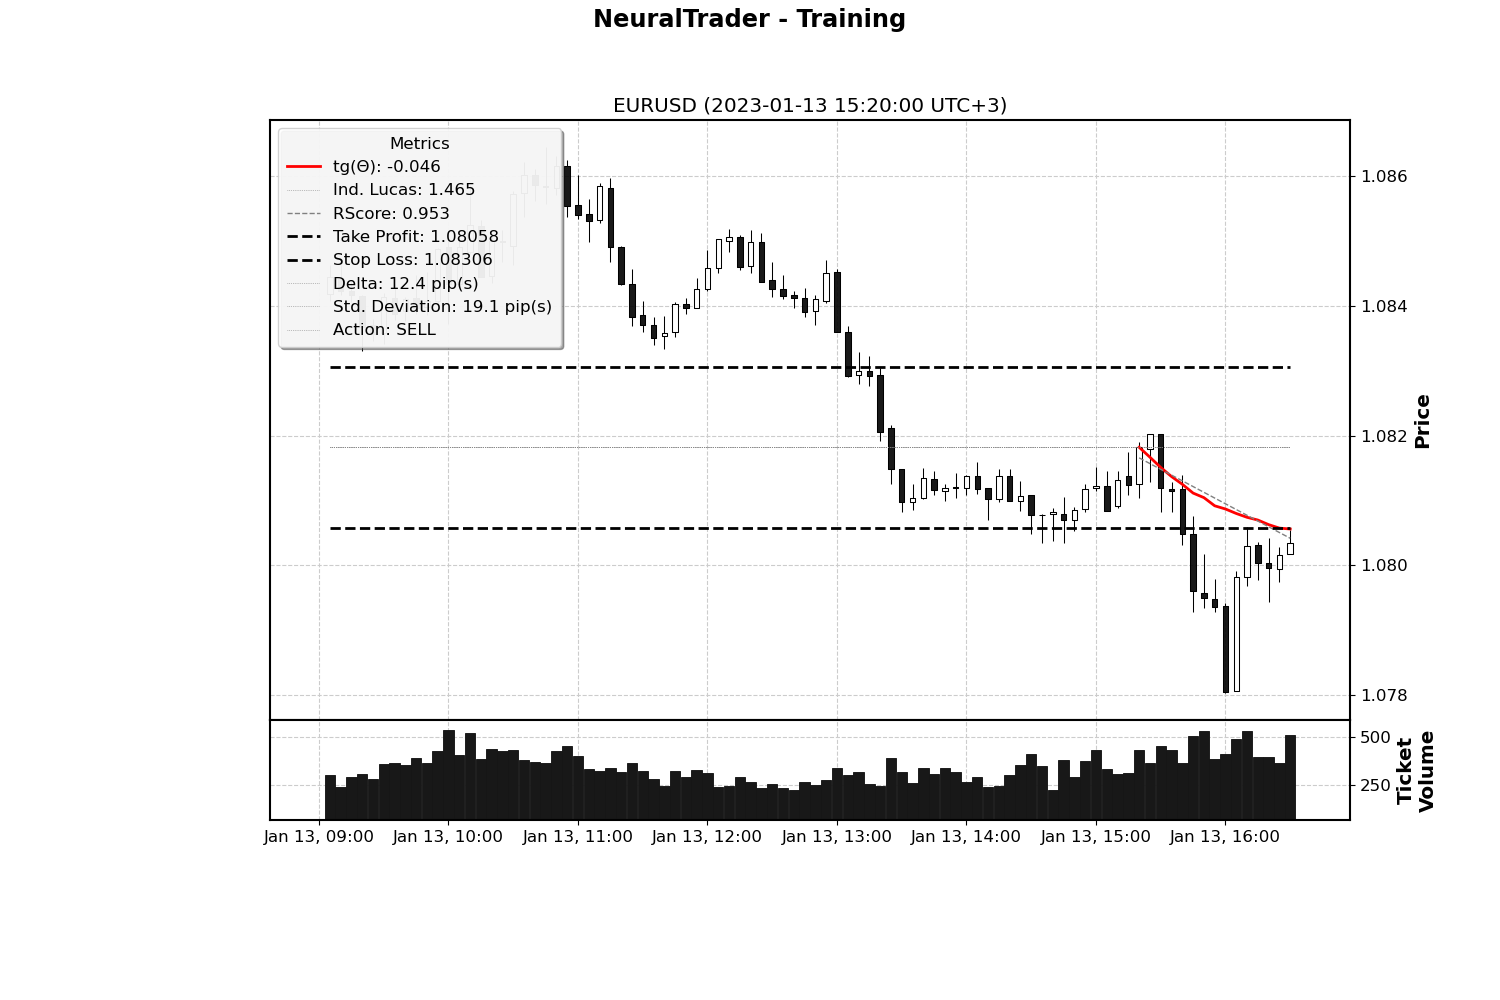 NeuralTrader - Training
EURUSD (2023-01-13 15:20:00 UTC+3)
Metrics
tg(Θ): -0.046
Ind. Lucas: 1.465
RScore: 0.953
Take Profit: 1.08058
Stop Loss: 1.08306
Delta: 12.4 pip(s)
Std. Deviation: 19.1 pip(s)
Action: SELL
1.086
1.084
1.082
1.080
1.078
Price
500
250
Ticket
Volume
Jan 13, 09:00
Jan 13, 10:00
Jan 13, 11:00
Jan 13, 12:00
Jan 13, 13:00
Jan 13, 14:00
Jan 13, 15:00
Jan 13, 16:00